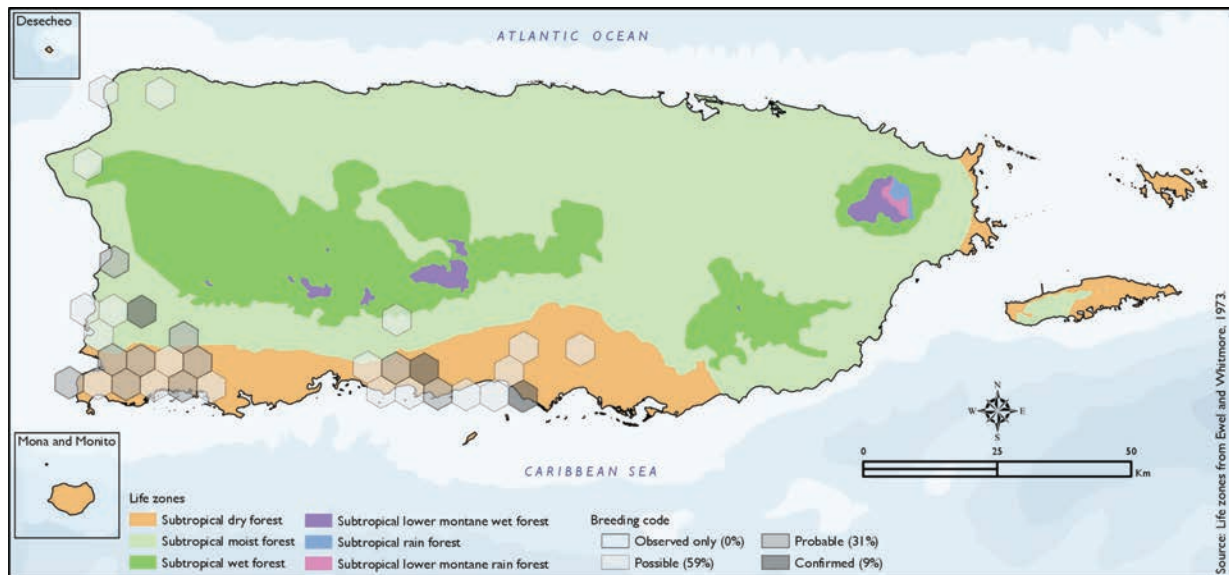 Desecheo
ATLANTIC OCEAN
Source: Life zones from Ewel and Whitmore, 1973.
N
W E
S
Mona and Monito
0 25 50
Km
CARIBBEAN SEA
Life zones
Subtropical dry forest
Subtropical moist forest
Subtropical wet forest
Subtropical lower montane wet forest
Subtropical rain forest
Subtropical lower montane rain forest
Breeding code
Observed only (0%)
Possible (59%)
Probable (31%)
Confirmed (9%)